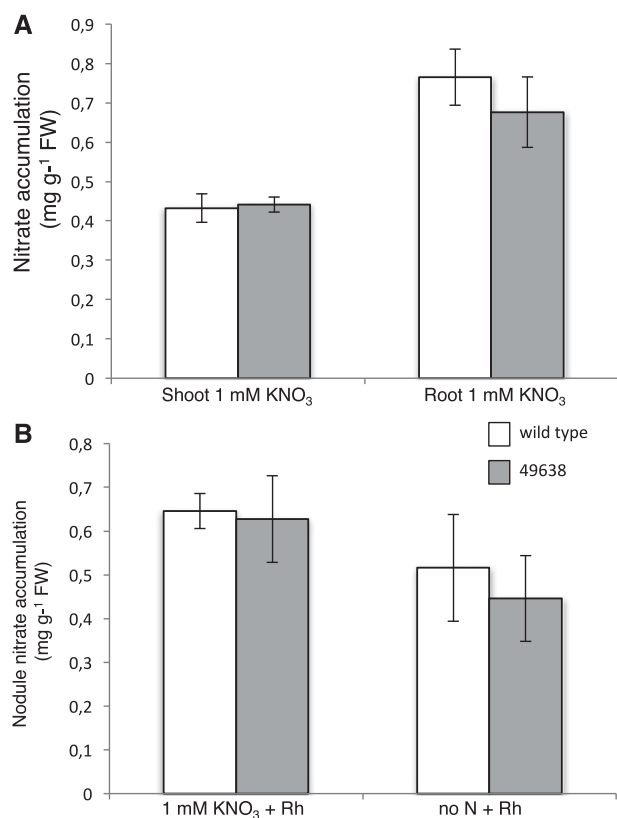 A
Nitrate accumulation
(mg g-1 FW)
0,9
0,8
0,7
0,6
0,5
0,4
0,3
0,2
0,1
0
Shoot 1 mM KNO3
Root 1 mM KNO3
B
wild type
49638
Nodule nitrate accumulation
(mg g-1 FW)
0,8
0,7
0,6
0,5
0,4
0,3
0,2
0,1
0
1 mM KNO3 + Rh
no N + Rh